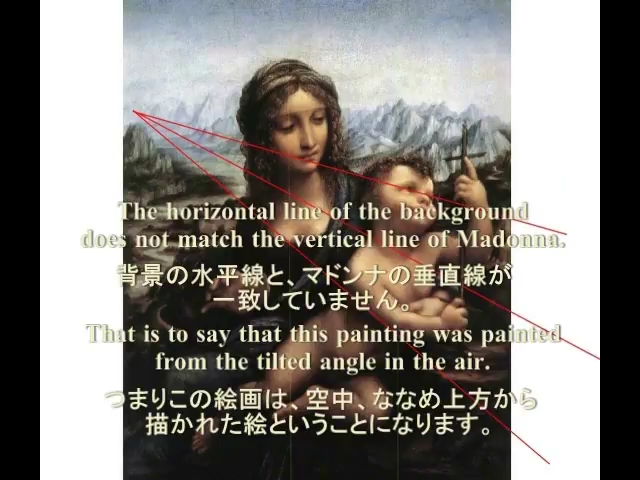 The horizontal line of the background
does not match the vertical line of Madonna.
背景の水平線と、マドンナの垂直線が
一致していません。
That is to say that this painting was painted
from the tilted angle in the air.
つまりこの絵画は、空中、ななめ上方から
描かれた絵ということになります。